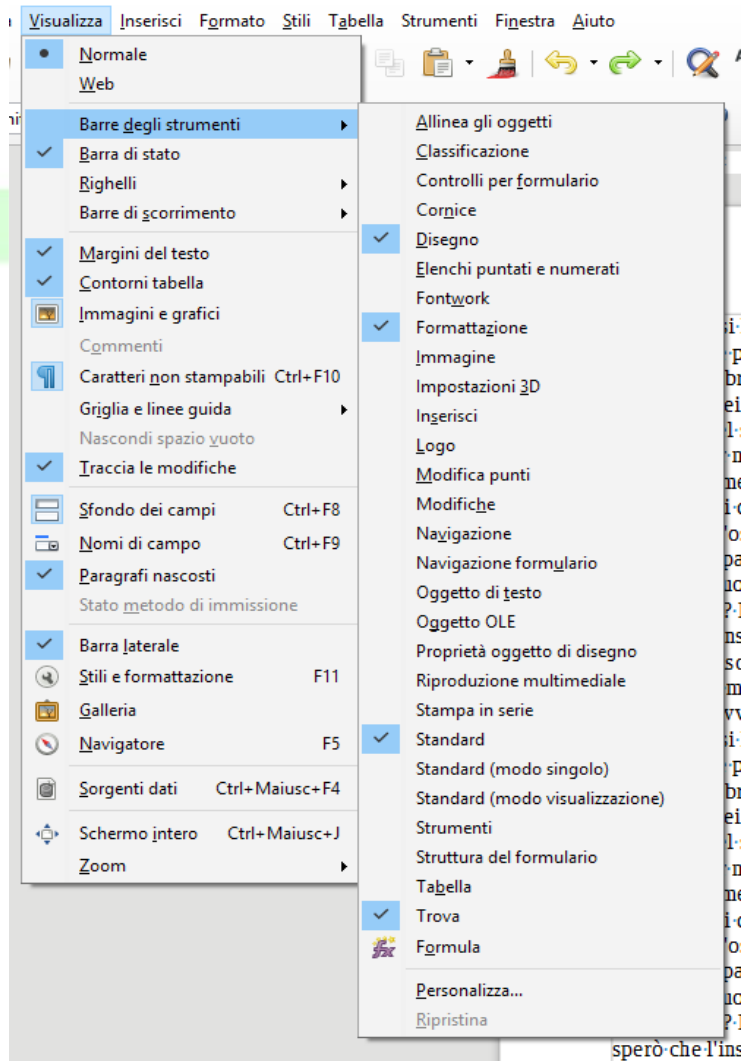 Visualizza Inserisci Formato Stili Tabella Strumenti Finestra Aiuto
Normale
Web
Barre degli strumenti
Barra di stato
Righelli
Barre di scorrimento
Margini del testo
Contorni tabella
Immagini e grafici
Commenti
Caratteri non stampabili Ctrl+F10
Griglia e linee guida
Nascondi spazio vuoto
Traccia le modifiche
Sfondo dei campi Ctrl+F8
Nomi di campo Ctrl+F9
Paragrafi nascosti
Stato metodo di immissione
Barra laterale
Stili e formattazione F11
Galleria
Navigatore F5
Sorgenti dati Ctrl+Maiusc+F4
Schermo intero Ctrl+Maiusc+J
Zoom
Allinea gli oggetti
Classificazione
Controlli per formulario
Cornice
Disegno
Elenchi puntati e numerati
Fontwork
Formattazione
Immagine
Impostazioni 3D
Inserisci
Logo
Modifica punti
Modifiche
Navigazione
Navigazione formulario
Oggetto di testo
Oggetto OLE
Proprietà oggetto di disegno
Riproduzione multimediale
Stampa in serie
Standard
Standard (modo singolo)
Standard (modo visualizzazione)
Strumenti
Struttura del formulario
Tabella
Trova
Formula
Personalizza...
Ripristina
sperò·che·l'ins